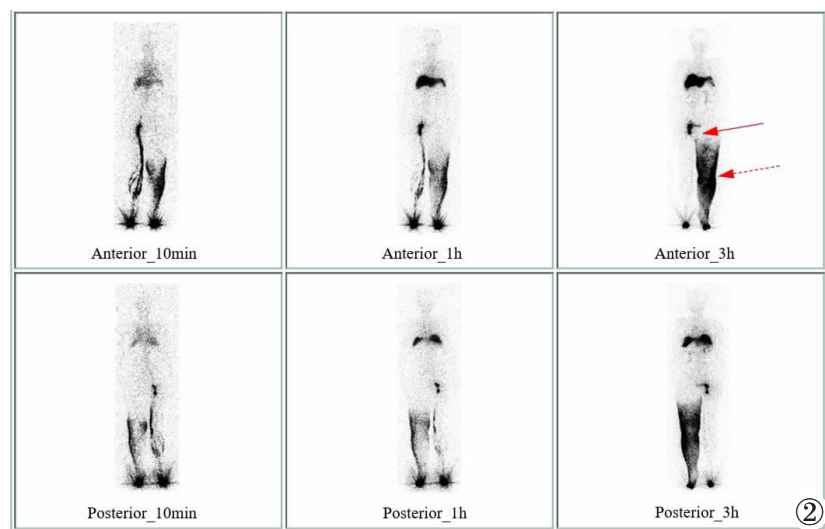 Anterior_10min
Anterior_1h
Anterior_3h
Posterior_10min
Posterior_1h
Posterior_3h
②